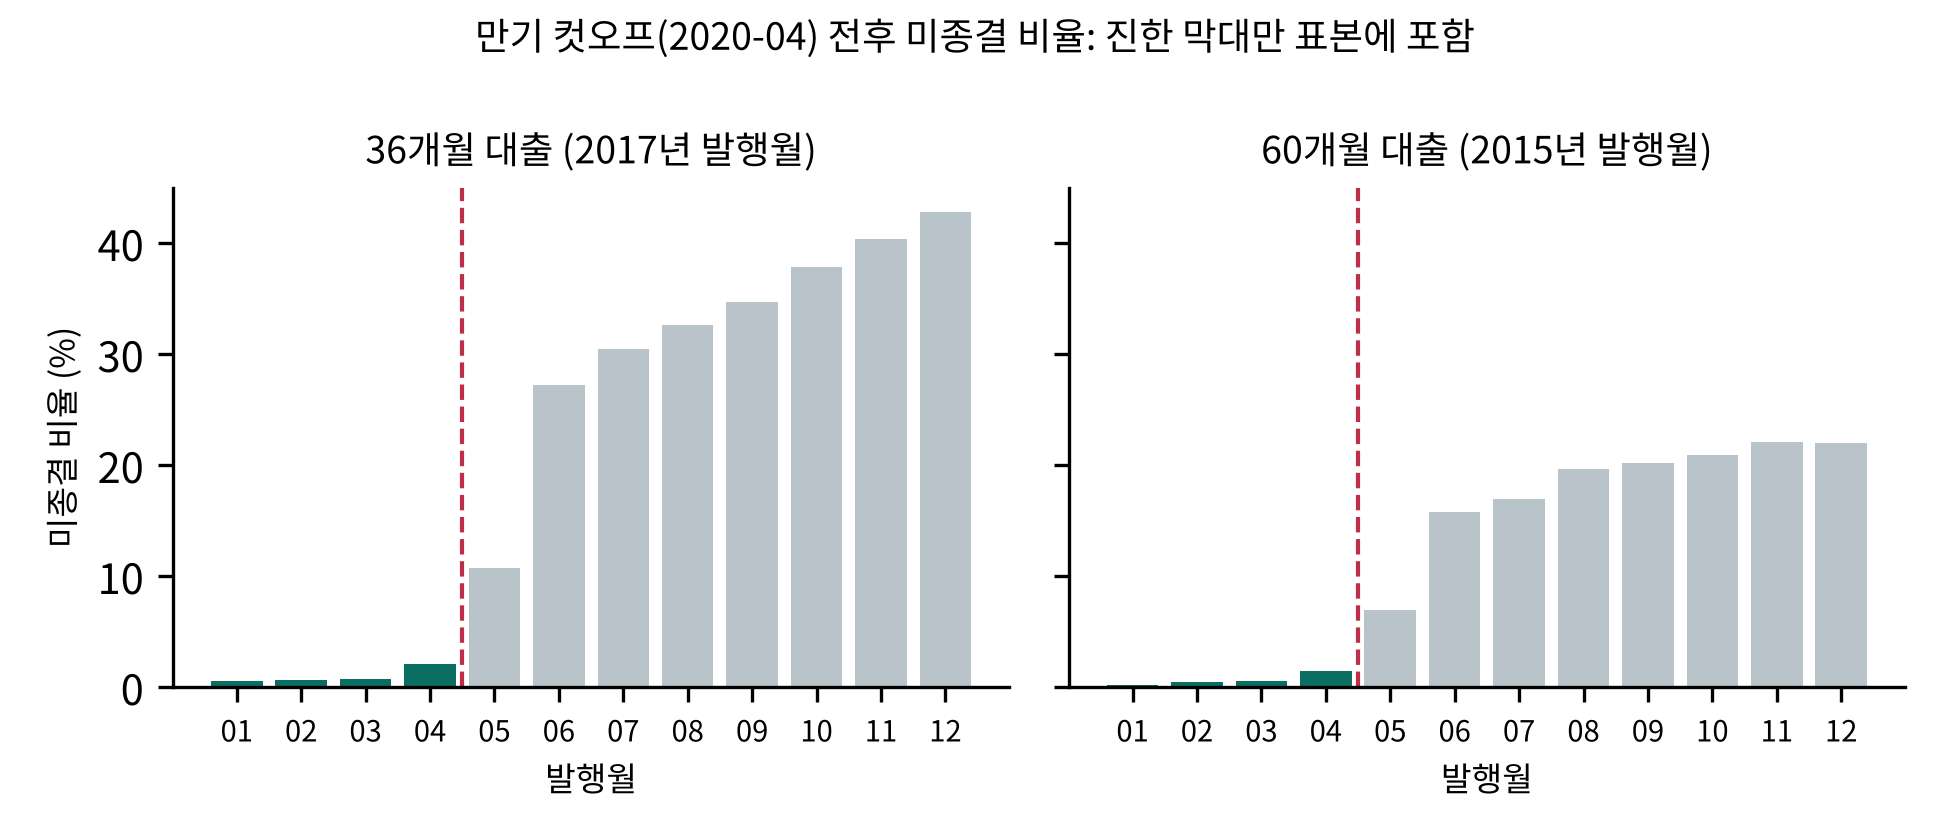 만기 컷오프(2020-04) 전후 미종결 비율: 진한 막대만 표본에 포함
36개월 대출 (2017년 발행월)
60개월 대출 (2015년 발행월)
미종결 비율 (%)
40
30
20
10
0
01 02 03 04 05 06 07 08 09 10 11 12
01 02 03 04 05 06 07 08 09 10 11 12
발행월
발행월